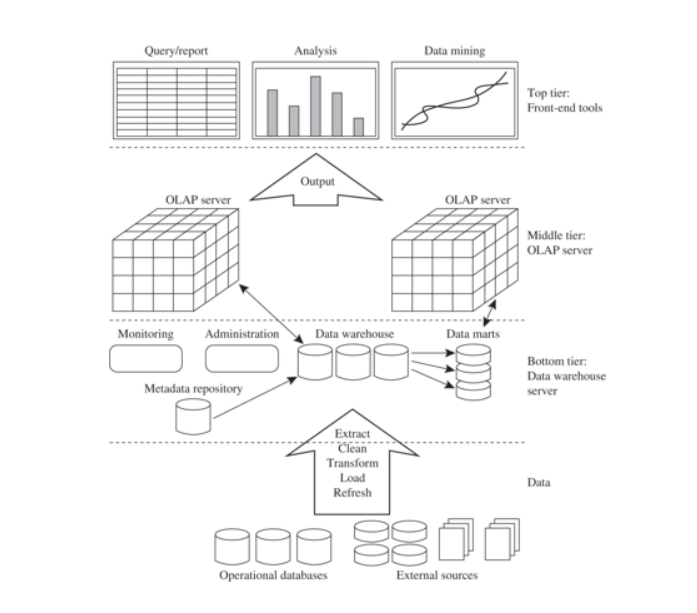 Query/report
Analysis
Data mining
Top tier:
Front-end tools
Output
OLAP server
OLAP server
Middle tier:
OLAP server
Monitoring
Administration
Data warehouse
Data marts
Bottom tier:
Data warehouse
server
Metadata repository
Extract
Clean
Transform
Load
Refresh
Data
Operational databases
External sources